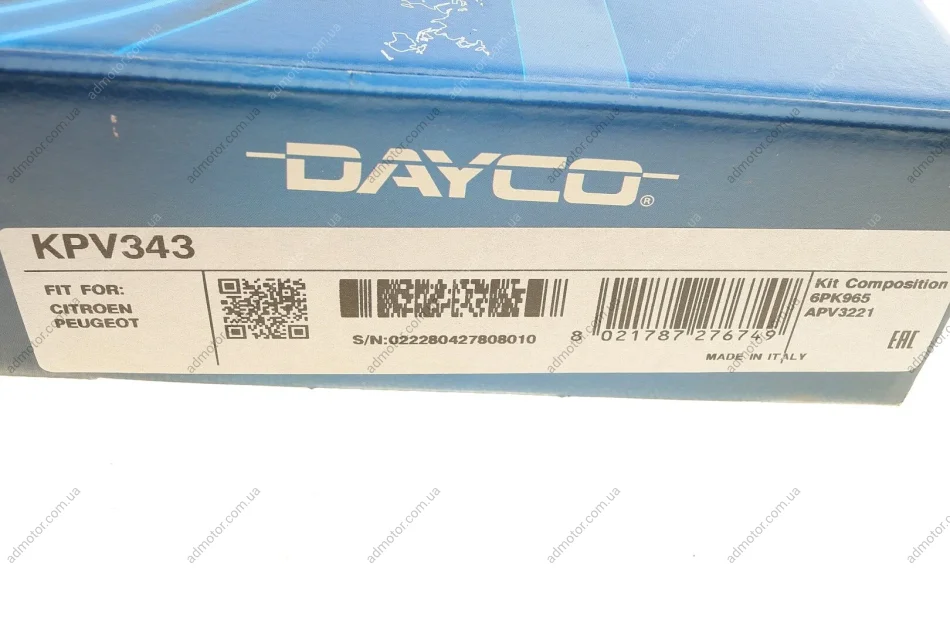 DAYCO®
KPV343
FIT FOR:
CITROEN
PEUGEOT
S/N:022280427808010
8 021787 276749
MADE IN ITALY
Kit Composition
6PK965
APV3221
EAC
admotor.com.ua